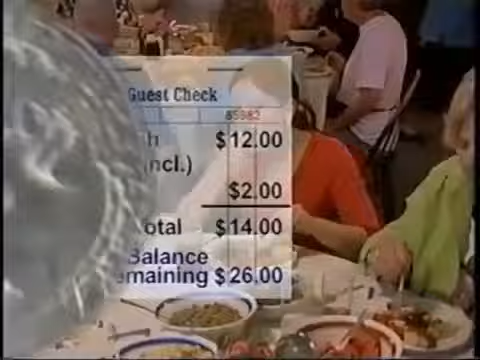 Guest Check
85982
h $12.00
ncl.)
$2.00
otal $14.00
Balance
emaining $26.00